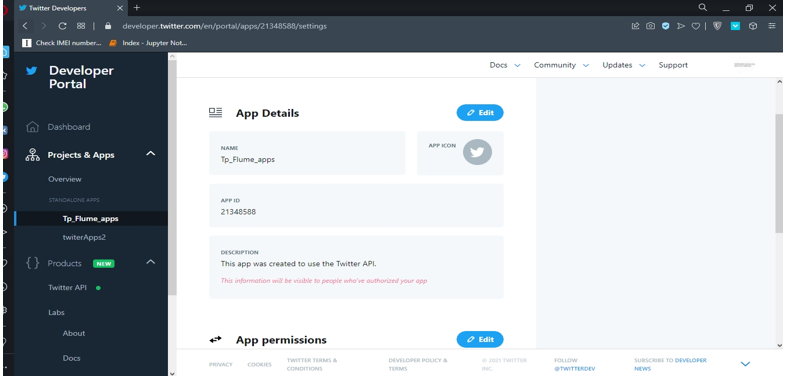 Twitter Developers
developer.twitter.com/en/portal/apps/21348588/settings
Check IMEI number...
Index - Jupyter Not...
Developer
Portal
Docs
Community
Updates
Support
Dashboard
Projects & Apps
Overview
STANDALONE APPS
Tp_Flume_apps
twiterApps2
Products
NEW
Twitter API
Labs
About
Docs
App Details
Edit
NAME
Tp_Flume_apps
APP ICON
APP ID
21348588
DESCRIPTION
This app was created to use the Twitter API.
This information will be visible to people who've authorized your app
App permissions
Edit
PRIVACY
COOKIES
TWITTER TERMS &
CONDITIONS
DEVELOPER POLICY &
TERMS
© 2021 TWITTER
INC
FOLLOW
@TWITTERDEV
SUBSCRIBE TO DEVELOPER
NEWS